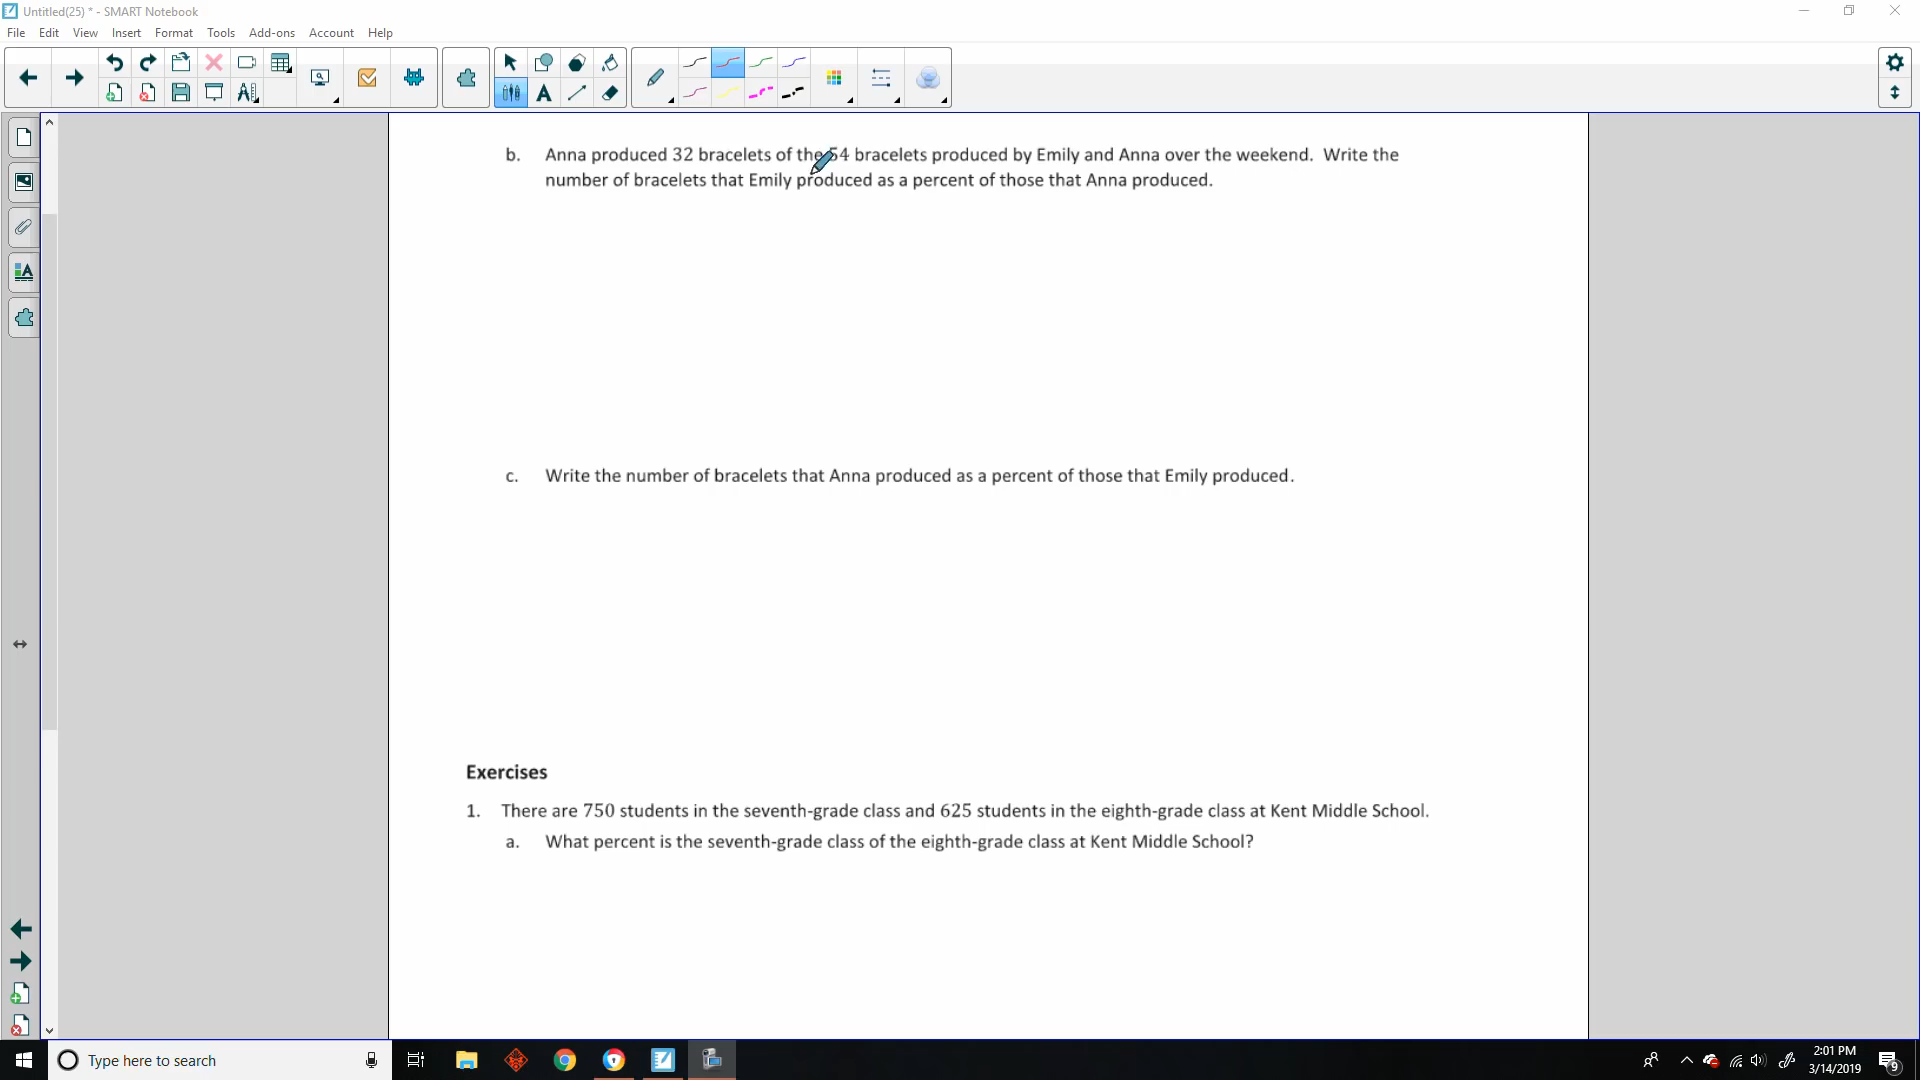 Untitled(25) * - SMART Notebook
File Edit View Insert Format Tools Add-ons Account Help
b. Anna produced 32 bracelets of the 54 bracelets produced by Emily and Anna over the weekend. Write the
number of bracelets that Emily produced as a percent of those that Anna produced.
c. Write the number of bracelets that Anna produced as a percent of those that Emily produced.
Exercises
1. There are 750 students in the seventh-grade class and 625 students in the eighth-grade class at Kent Middle School.
a. What percent is the seventh-grade class of the eighth-grade class at Kent Middle School?
Type here to search
2:01 PM
3/14/2019
9